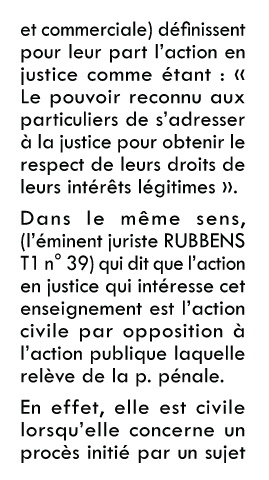 et commerciale) définissent
pour leur part l'action en
justice comme étant : «
Le pouvoir reconnu aux
particuliers de s'adresser
à la justice pour obtenir le
respect de leurs droits de
leurs intérêts légitimes ».
Dans le même sens,
(l'éminent juriste RUBBENS
T1 n° 39) qui dit que l'action
en justice qui intéresse cet
enseignement est l'action
civile par opposition à
l'action publique laquelle
relève de la p. pénale.
En effet, elle est civile
lorsqu'elle concerne un
procès initié par un sujet